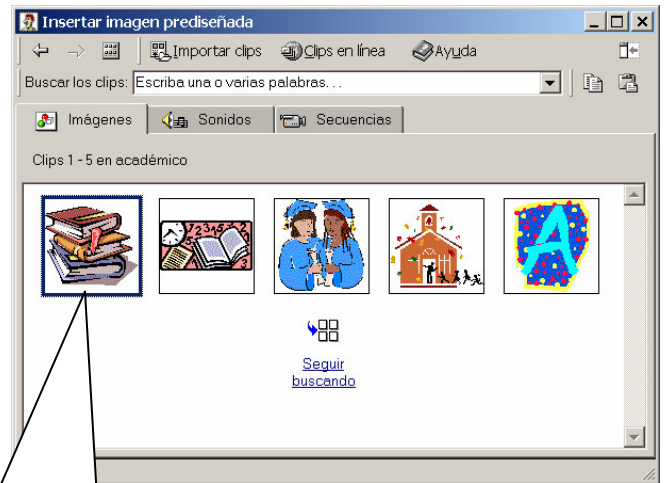 Insertar imagen prediseñada
Importar clips Clips en línea Ayuda
Buscar los clips: Escriba una o varias palabras...
Imágenes Sonidos Secuencias
Clips 1 - 5 en académico
A
Seguir
buscando